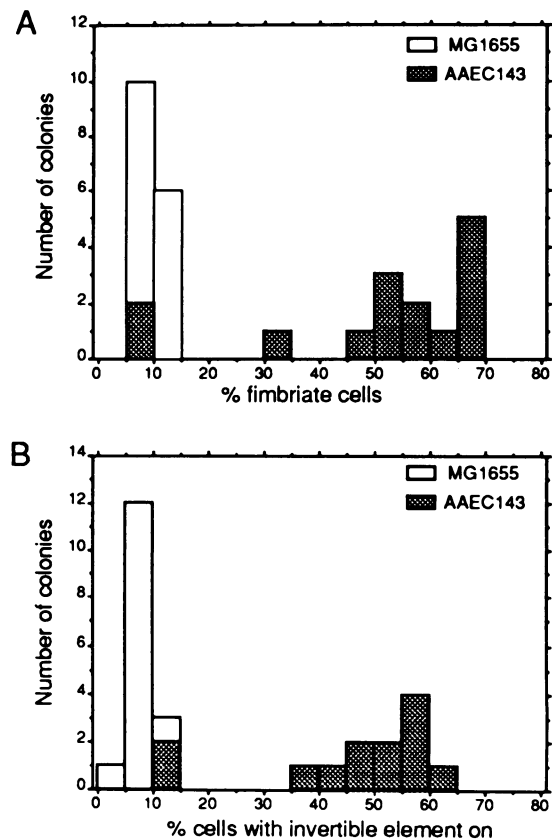 A
MG1655
AAEC143
Number of colonies
12
10
8
6
4
2
0
0 10 20 30 40 50 60 70 80
% fimbriate cells
B
MG1655
AAEC143
Number of colonies
14
12
10
8
6
4
2
0
0 10 20 30 40 50 60 70 80
% cells with invertible element on